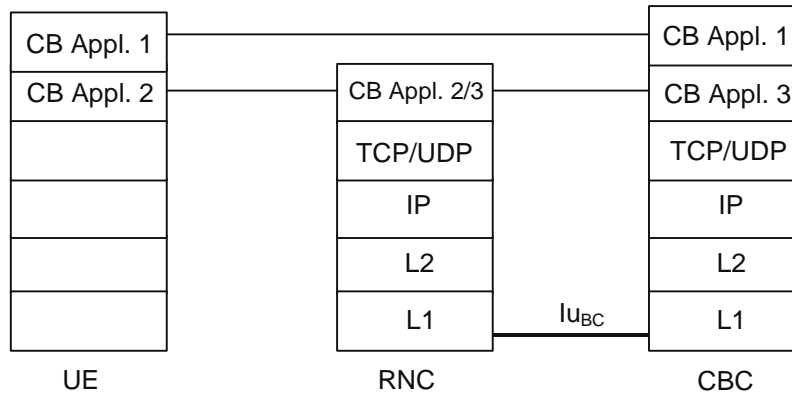 CB Appl. 1
CB Appl. 1
CB Appl. 2
CB Appl. 2/3
CB Appl. 3
TCP/UDP
TCP/UDP
IP
IP
L2
L2
L1
IuBC
L1
UE
RNC
CBC